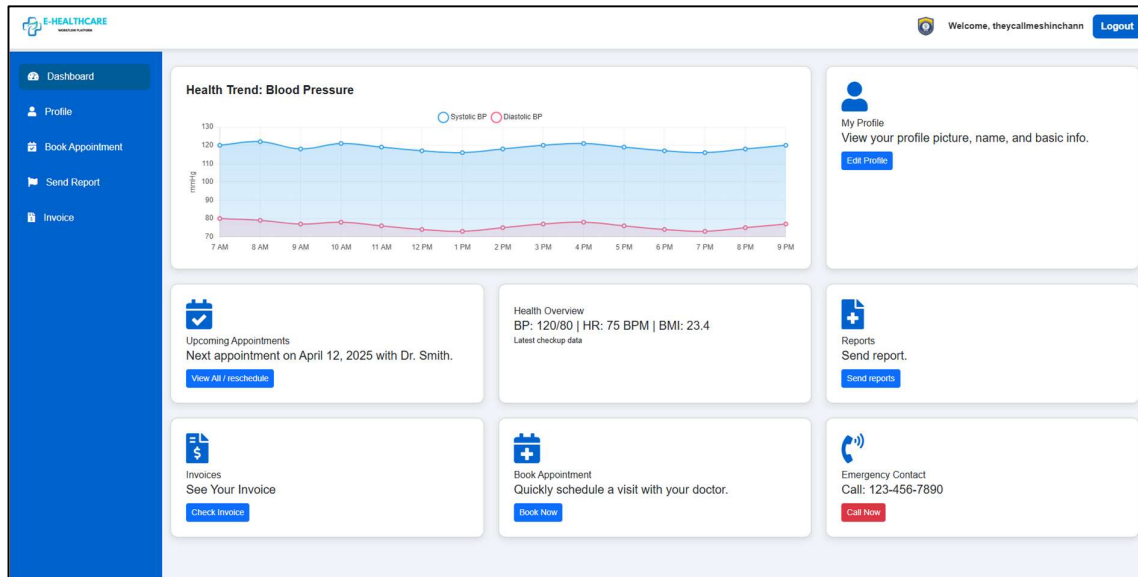 E-HEALTHCARE
WORKFLOW PLATFORM
Welcome, theycallmeshinchann
Logout
Dashboard
Profile
Book Appointment
Send Report
Invoice
Health Trend: Blood Pressure
Systolic BP Diastolic BP
130
120
110
100
90
80
70
mmHg
7 AM 8 AM 9 AM 10 AM 11 AM 12 PM 1 PM 2 PM 3 PM 4 PM 5 PM 6 PM 7 PM 8 PM 9 PM
My Profile
View your profile picture, name, and basic info.
Edit Profile
Upcoming Appointments
Next appointment on April 12, 2025 with Dr. Smith.
View All / reschedule
Health Overview
BP: 120/80 | HR: 75 BPM | BMI: 23.4
Latest checkup data
Reports
Send report.
Send reports
Invoices
See Your Invoice
Check Invoice
Book Appointment
Quickly schedule a visit with your doctor.
Book Now
Emergency Contact
Call: 123-456-7890
Call Now